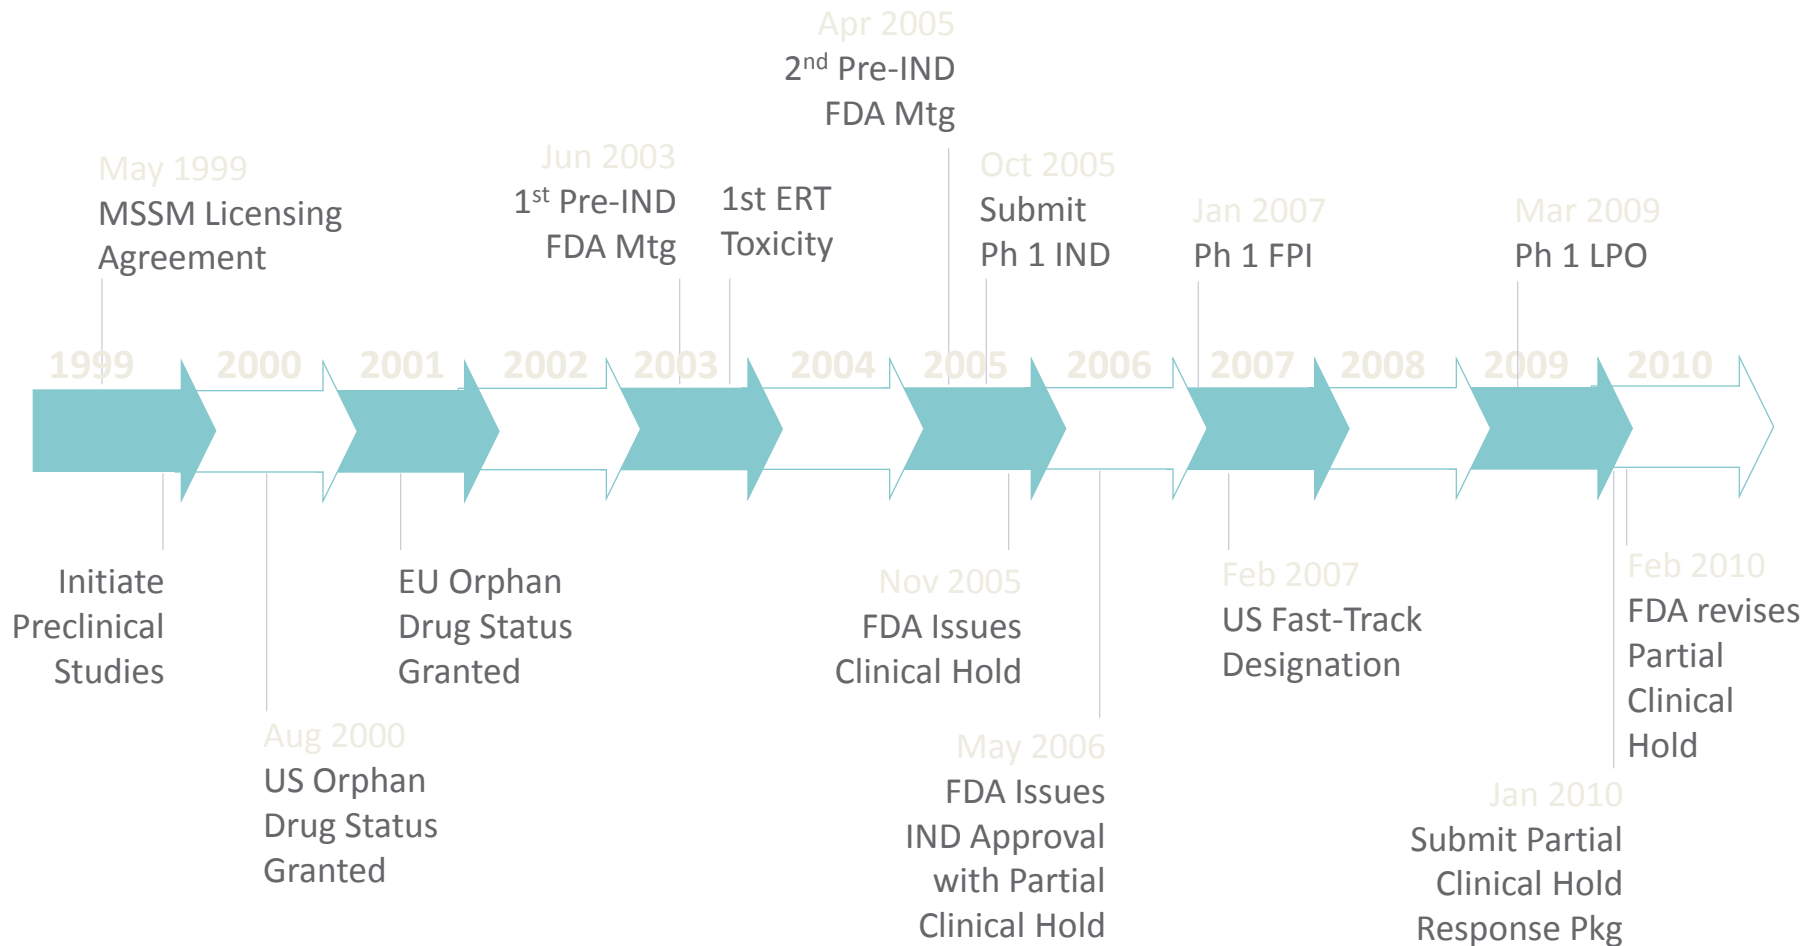 Apr 2005
2nd Pre-IND
FDA Mtg
May 1999
MSSM Licensing
Agreement
Jun 2003
1st Pre-IND
FDA Mtg
1st ERT
Toxicity
Oct 2005
Submit
Ph 1 IND
Jan 2007
Ph 1 FPI
Mar 2009
Ph 1 LPO
1999 2000 2001 2002 2003 2004 2005 2006 2007 2008 2009 2010
Initiate
Preclinical
Studies
Aug 2000
US Orphan
Drug Status
Granted
EU Orphan
Drug Status
Granted
Nov 2005
FDA Issues
Clinical Hold
May 2006
FDA Issues
IND Approval
with Partial
Clinical Hold
Feb 2007
US Fast-Track
Designation
Jan 2010
Submit Partial
Clinical Hold
Response Pkg
Feb 2010
FDA revises
Partial
Clinical
Hold